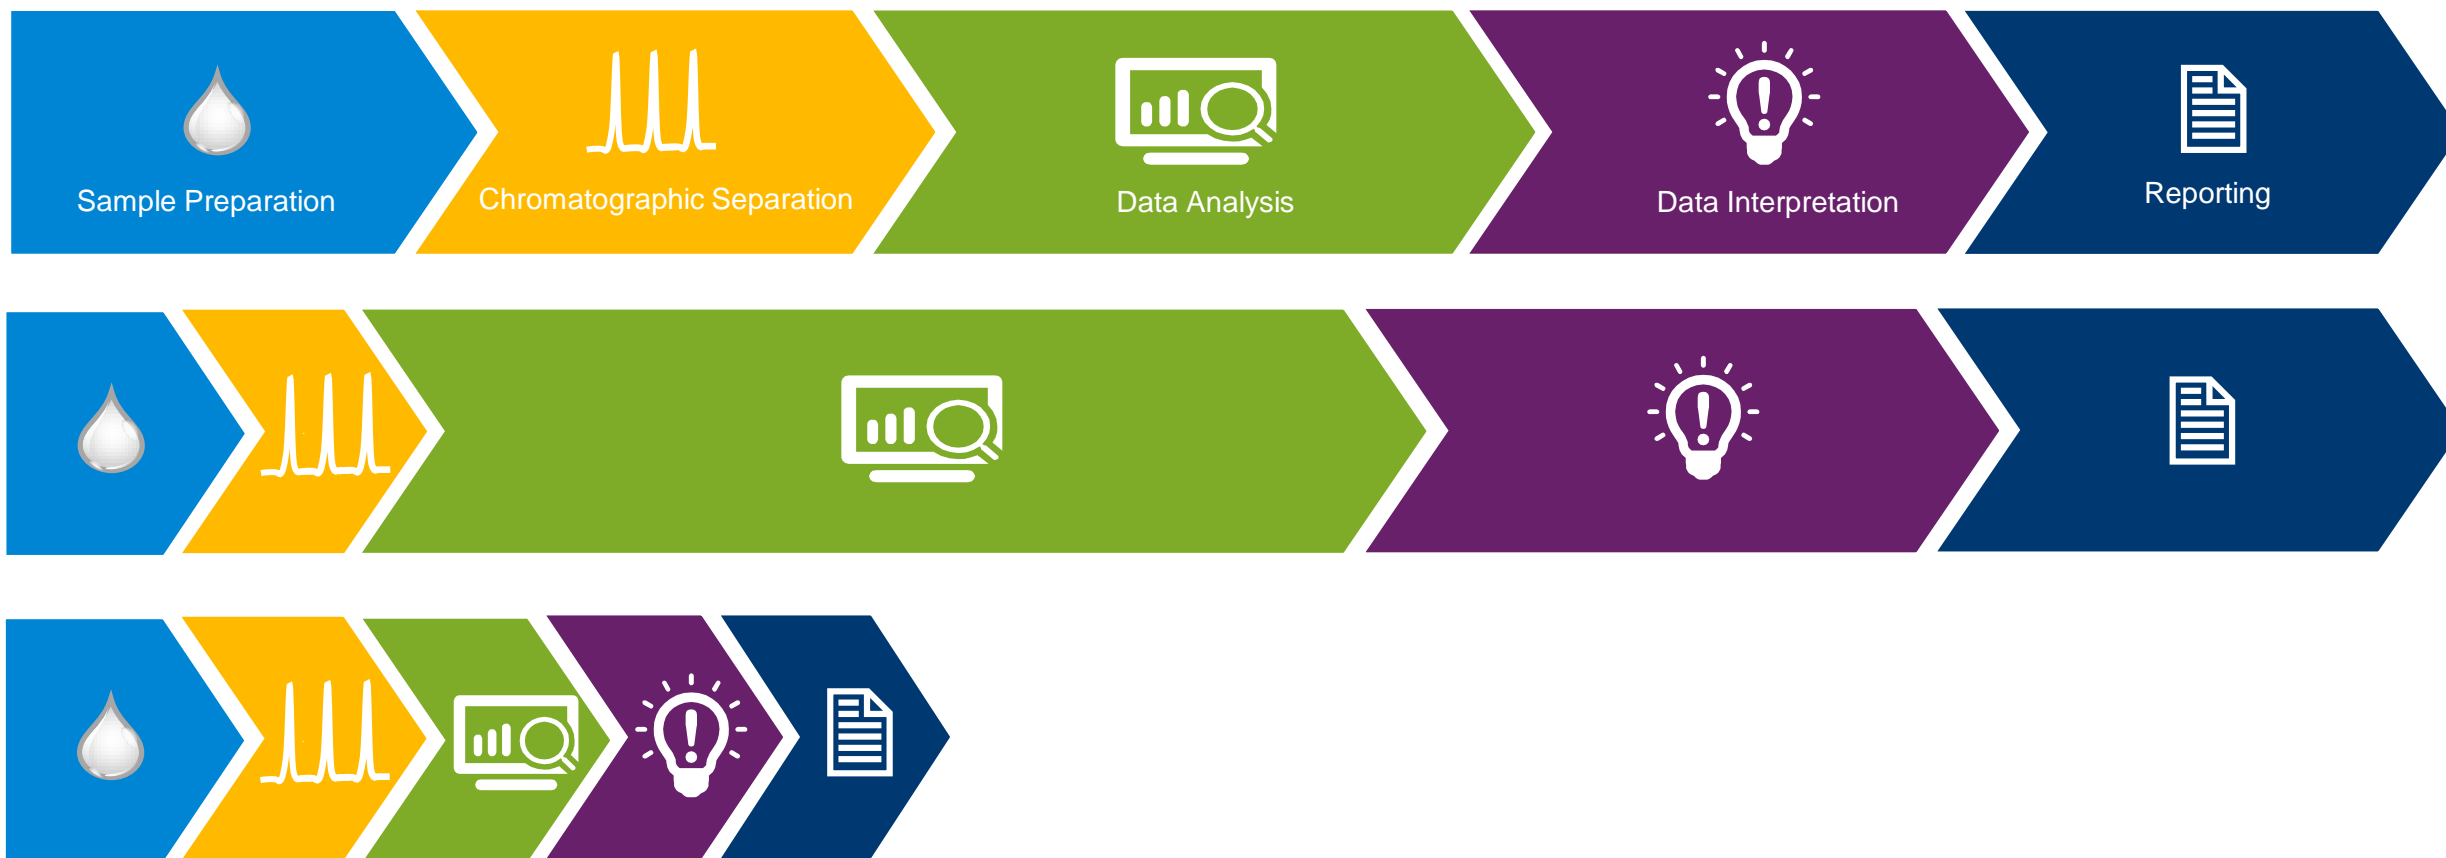 Sample Preparation
Chromatographic Separation
Data Analysis
Data Interpretation
Reporting